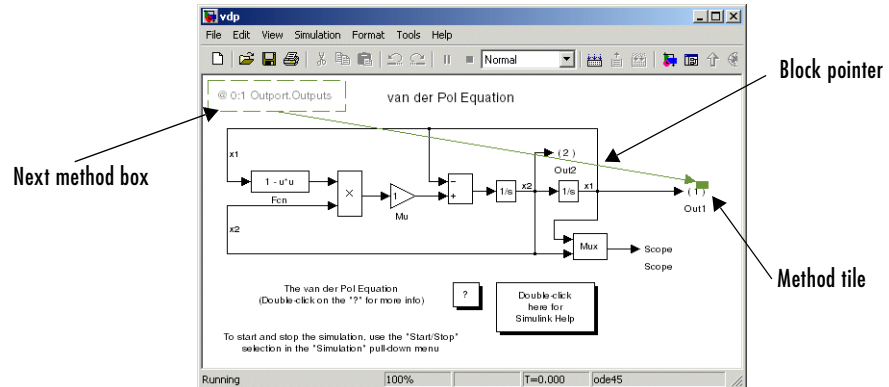 vdp
File Edit View Simulation Format Tools Help
Normal
@ 0:1 Outport.Outputs
van der Pol Equation
Block pointer
Next method box
x1
1 - u*u
Fcn
×
1
Mu
−
+
1/s
x2
1/s
x1
( 2 )
Out2
( 1 )
Out1
x2
Mux
Scope
Scope
Method tile
The van der Pol Equation
(Double-click on the "?" for more info)
?
Double-click
here for
Simulink Help
To start and stop the simulation, use the "Start/Stop"
selection in the "Simulation" pull-down menu
Running 100% T=0.000 ode45